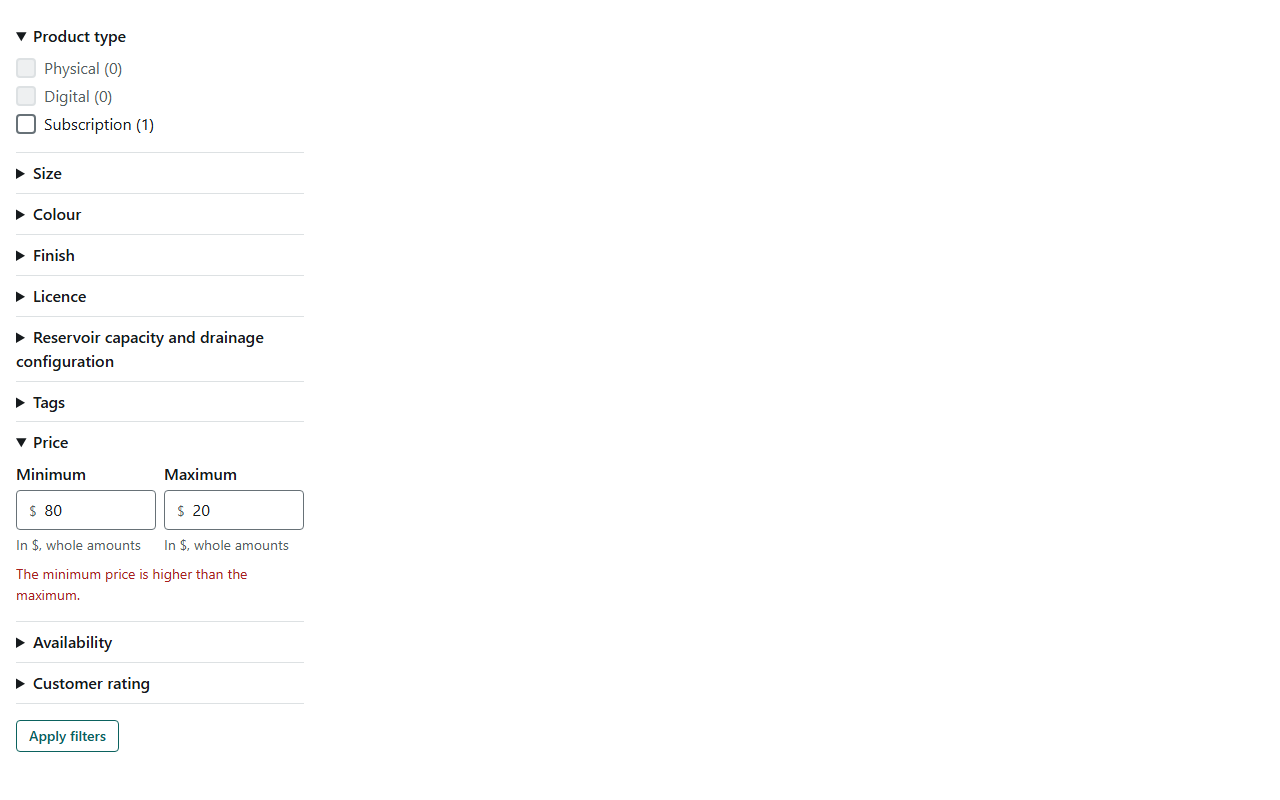 Product type
Physical (0)
Digital (0)
Subscription (1)
Size
Colour
Finish
Licence
Reservoir capacity and drainage
configuration
Tags
Price
Minimum Maximum
$ 80 $ 20
In $, whole amounts In $, whole amounts
The minimum price is higher than the
maximum.
Availability
Customer rating
Apply filters